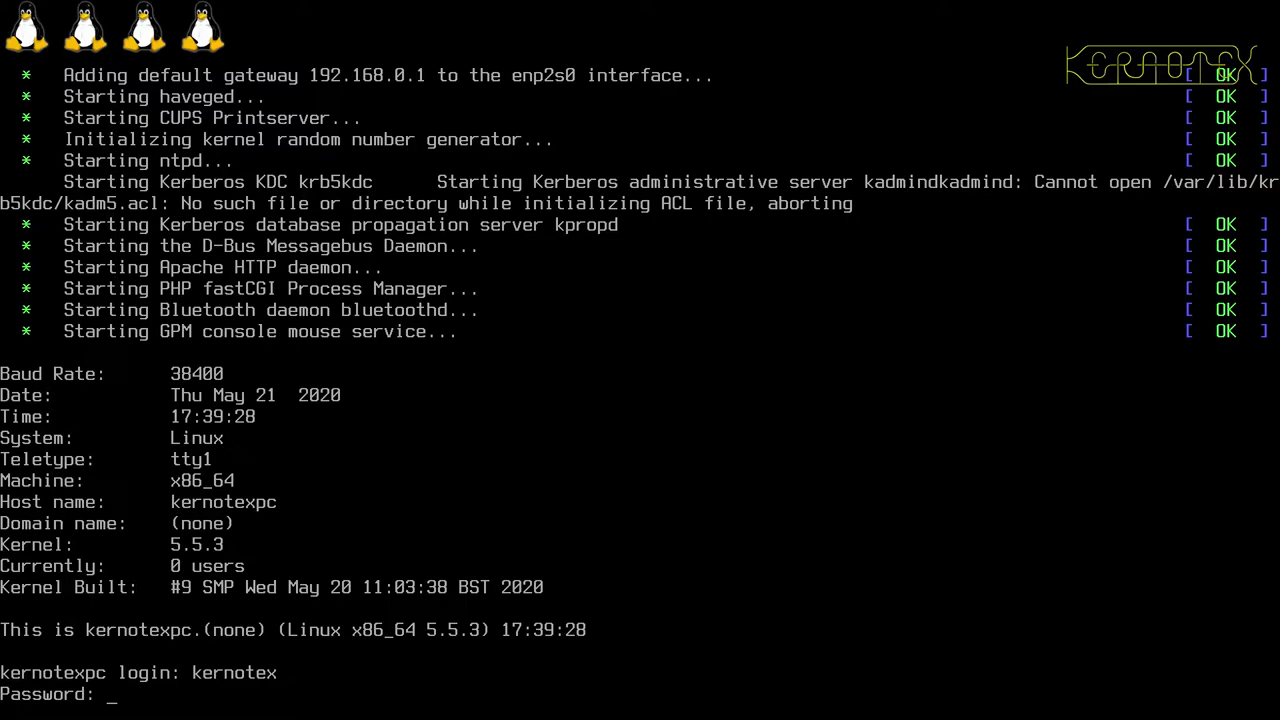 KERNOTEX
* Adding default gateway 192.168.0.1 to the enp2s0 interface... [ OK ]
* Starting haveged... [ OK ]
* Starting CUPS Printserver... [ OK ]
* Initializing kernel random number generator... [ OK ]
* Starting ntpd... [ OK ]
Starting Kerberos KDC krb5kdc Starting Kerberos administrative server kadmindkadmind: Cannot open /var/lib/kr
b5kdc/kadm5.acl: No such file or directory while initializing ACL file, aborting
* Starting Kerberos database propagation server kpropd [ OK ]
* Starting the D-Bus Messagebus Daemon... [ OK ]
* Starting Apache HTTP daemon... [ OK ]
* Starting PHP fastCGI Process Manager... [ OK ]
* Starting Bluetooth daemon bluetoothd... [ OK ]
* Starting GPM console mouse service... [ OK ]
Baud Rate: 38400
Date: Thu May 21 2020
Time: 17:39:28
System: Linux
Teletype: tty1
Machine: x86_64
Host name: kernotexpc
Domain name: (none)
Kernel: 5.5.3
Currently: 0 users
Kernel Built: #9 SMP Wed May 20 11:03:38 BST 2020
This is kernotexpc.(none) (Linux x86_64 5.5.3) 17:39:28
kernotexpc login: kernotex
Password: _